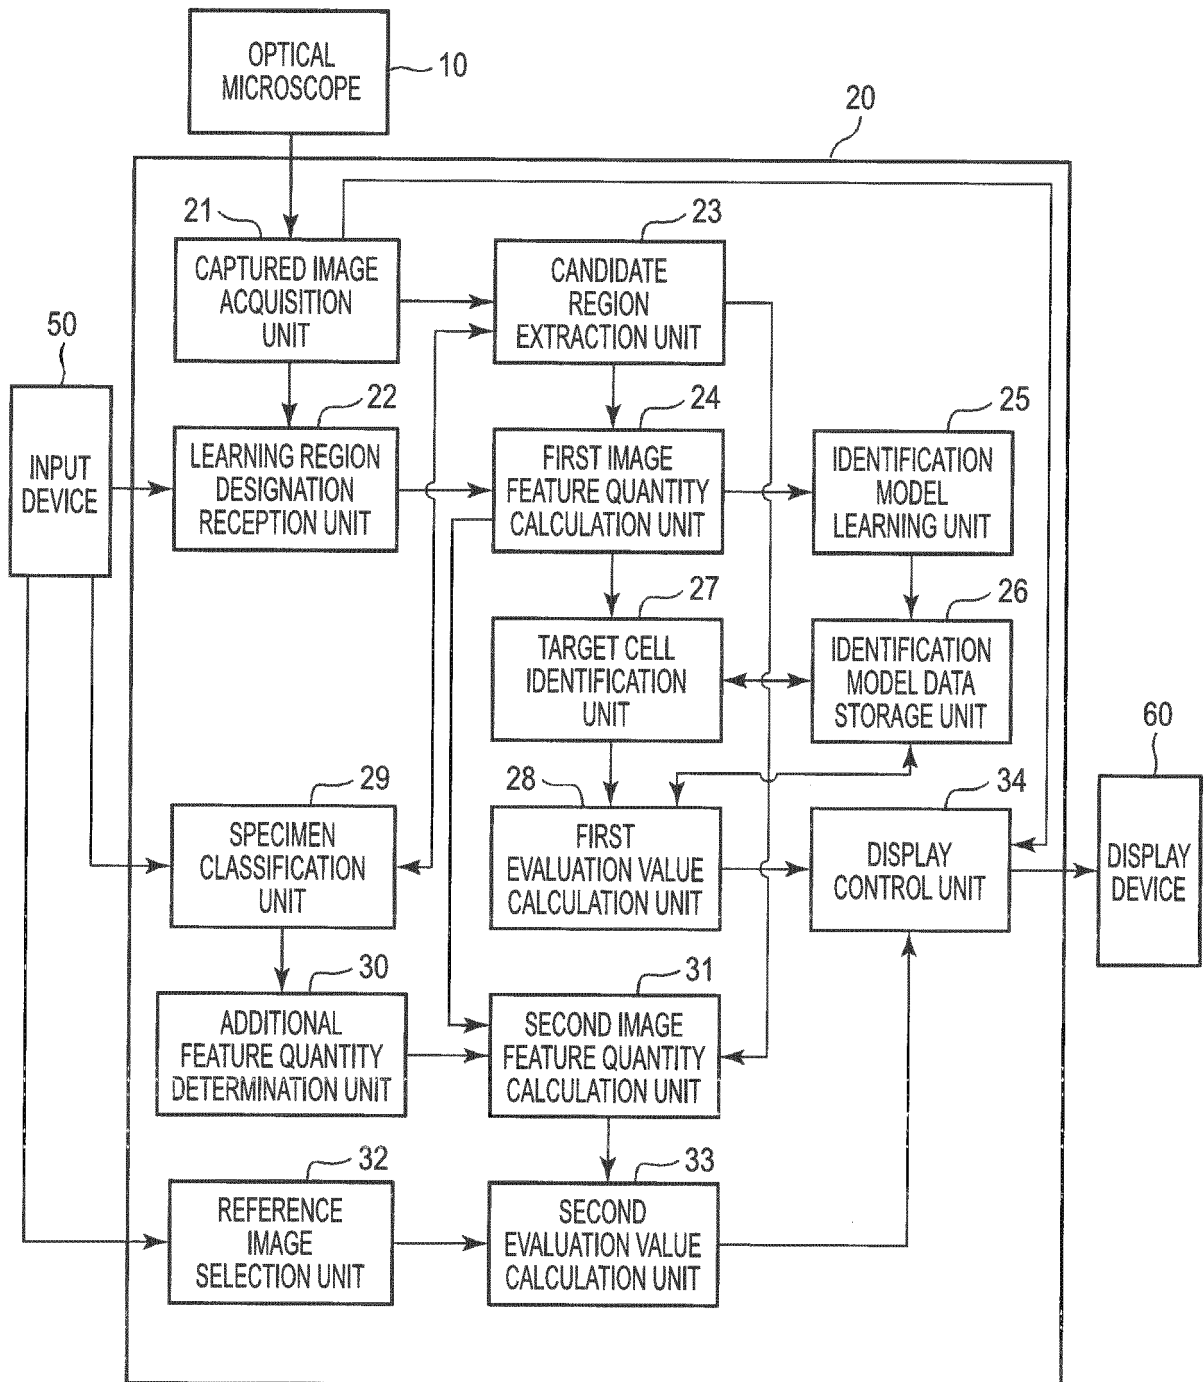 OPTICAL
MICROSCOPE
10
20
21
CAPTURED IMAGE
ACQUISITION
UNIT
23
CANDIDATE
REGION
EXTRACTION UNIT
50
INPUT
DEVICE
22
LEARNING REGION
DESIGNATION
RECEPTION UNIT
24
FIRST IMAGE
FEATURE QUANTITY
CALCULATION UNIT
25
IDENTIFICATION
MODEL
LEARNING UNIT
27
TARGET CELL
IDENTIFICATION
UNIT
26
IDENTIFICATION
MODEL DATA
STORAGE UNIT
29
SPECIMEN
CLASSIFICATION
UNIT
28
FIRST
EVALUATION VALUE
CALCULATION UNIT
34
DISPLAY
CONTROL UNIT
60
DISPLAY
DEVICE
30
ADDITIONAL
FEATURE QUANTITY
DETERMINATION UNIT
31
SECOND IMAGE
FEATURE QUANTITY
CALCULATION UNIT
32
REFERENCE
IMAGE
SELECTION UNIT
33
SECOND
EVALUATION VALUE
CALCULATION UNIT